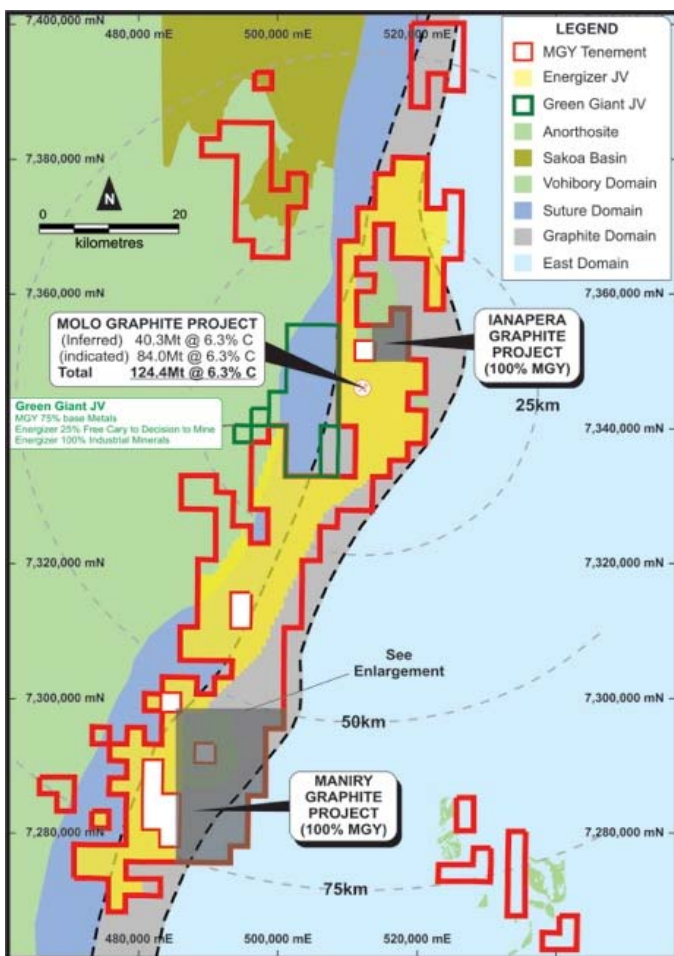 7,400,000 mN
480,000 mE
500,000 mE
520,000 mE
LEGEND
MGY Tenement
Energizer JV
Green Giant JV
Anorthosite
Sakoa Basin
Vohibory Domain
Suture Domain
Graphite Domain
East Domain
7,380,000 mN
N
0
20
kilometres
7,360,000 mN
7,360,000 mN
MOLO GRAPHITE PROJECT
(Inferred) 40.3Mt @ 6.3% C
(indicated) 84.0Mt @ 6.3% C
Total 124.4Mt @ 6.3% C
IANAPERA
GRAPHITE
PROJECT
(100% MGY)
25km
Green Giant JV
MGY 75% base Metals
Energizer 25% Free Cary to Decision to Mine
Energizer 100% Industrial Minerals
7,340,000 mN
7,340,000 mN
7,320,000 mN
7,320,000 mN
See
Enlargement
7,300,000 mN
7,300,000 mN
50km
MANIRY
GRAPHITE
PROJECT
(100% MGY)
7,280,000 mN
7,280,000 mN
75km
480,000 mE
500,000 mE
520,000 mE